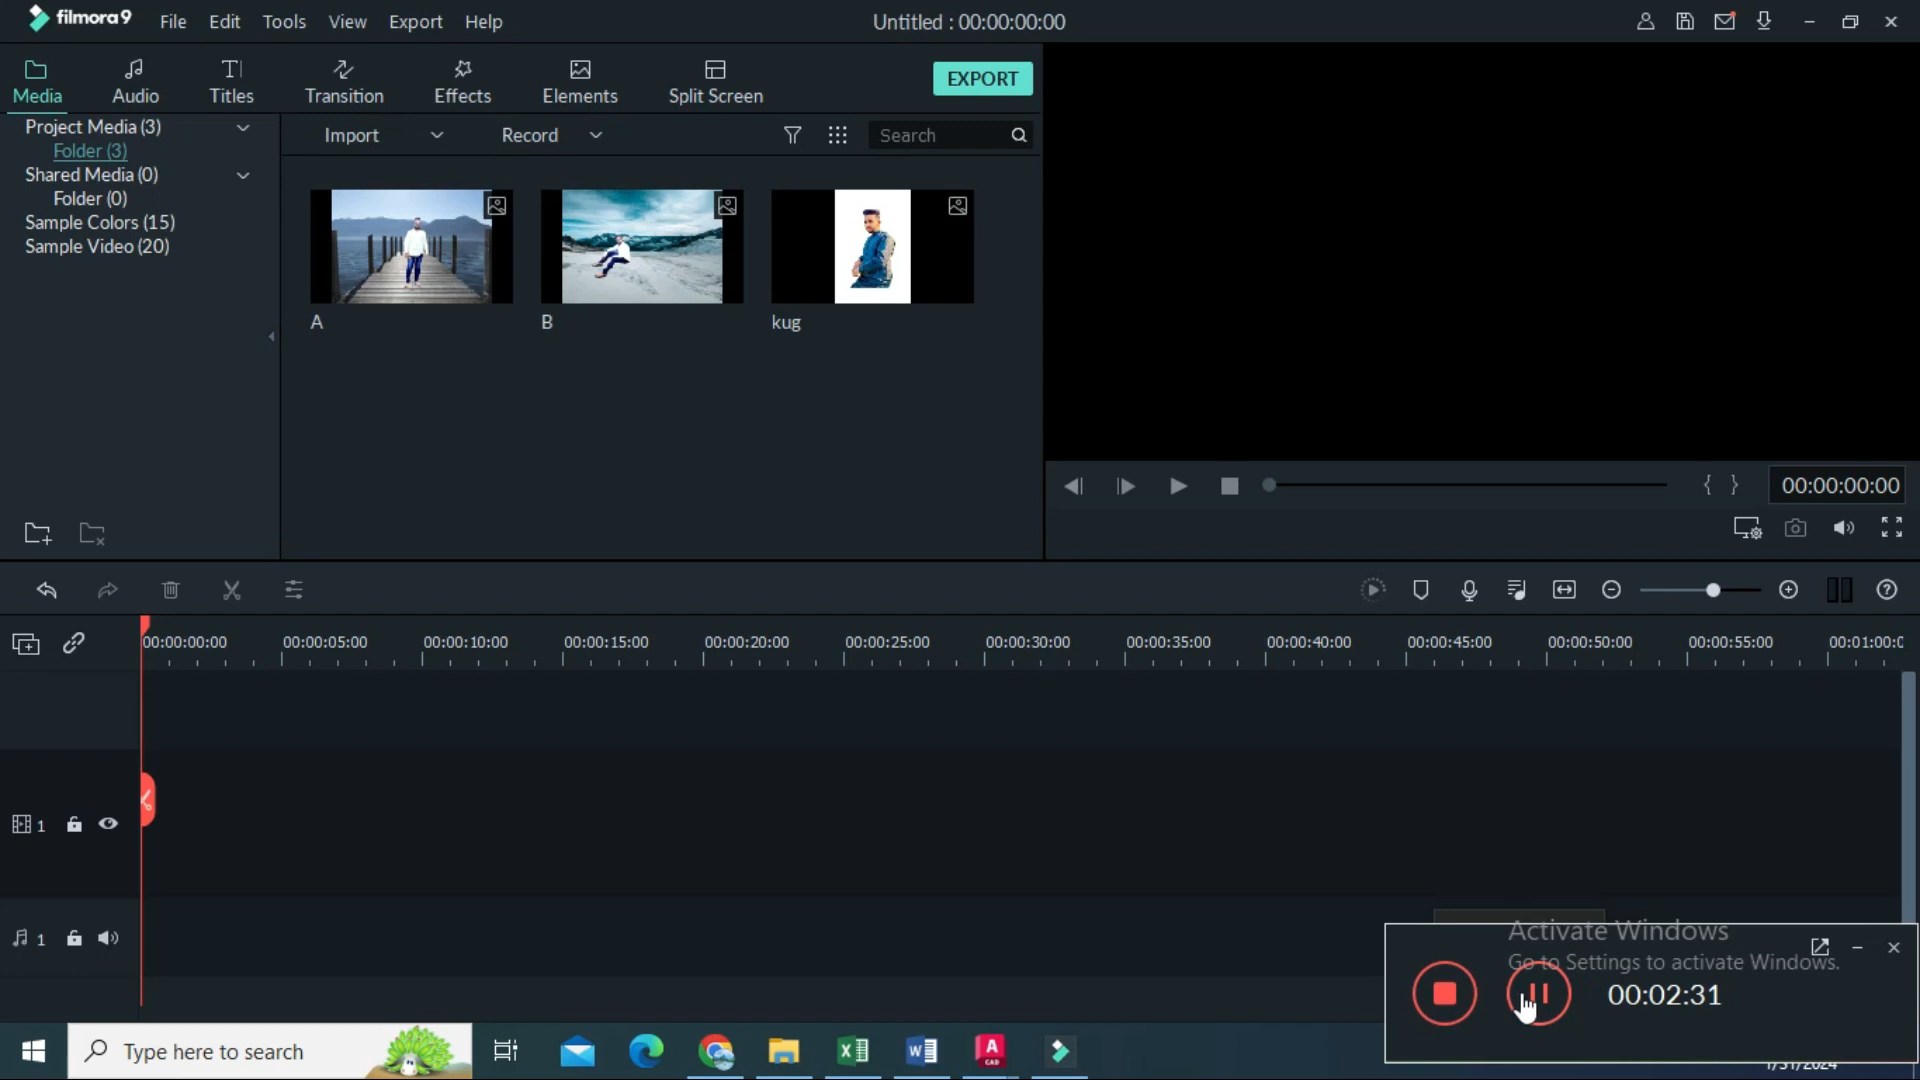 filmora9 File Edit Tools View Export Help Untitled : 00:00:00:00
Media Audio Titles Transition Effects Elements Split Screen EXPORT
Project Media (3)
Folder (3)
Shared Media (0)
Folder (0)
Sample Colors (15)
Sample Video (20)
Import Record Search
A B kug
{ } 00:00:00:00
00:00:00:00 00:00:05:00 00:00:10:00 00:00:15:00 00:00:20:00 00:00:25:00 00:00:30:00 00:00:35:00 00:00:40:00 00:00:45:00 00:00:50:00 00:00:55:00 00:01:00:0
1
1
Activate Windows
Go to Settings to activate Windows.
00:02:31
Type here to search
1/31/2024